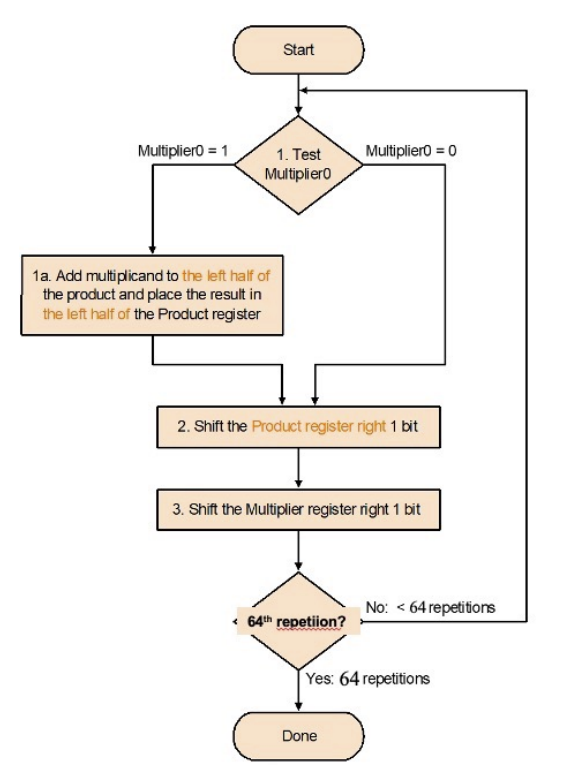 Start
Multiplier0 = 1
1. Test
Multiplier0
Multiplier0 = 0
1a. Add multiplicand to the left half of
the product and place the result in
the left half of the Product register
2. Shift the Product register right 1 bit
3. Shift the Multiplier register right 1 bit
64th repetiion?
No: < 64 repetitions
Yes: 64 repetitions
Done